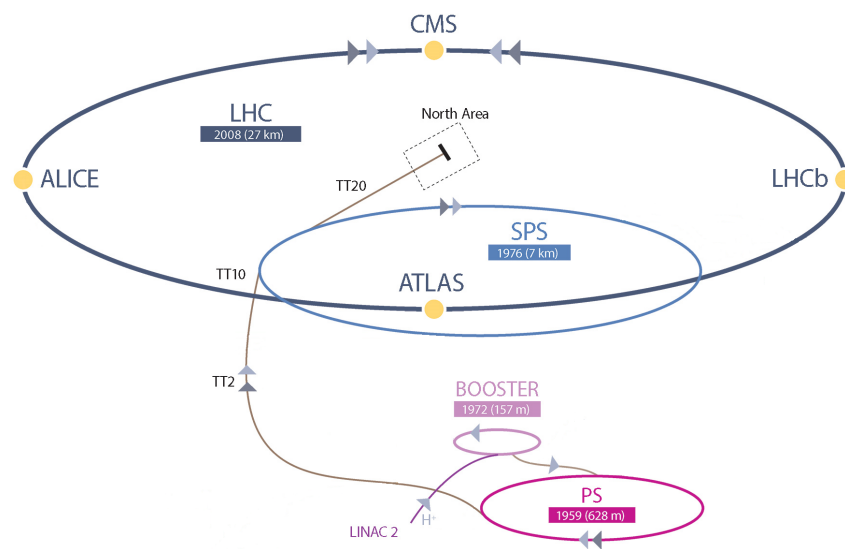 CMS
LHC
2008 (27 km)
North Area
ALICE
TT20
LHCb
SPS
1976 (7 km)
TT10
ATLAS
TT2
BOOSTER
1972 (157 m)
PS
1959 (628 m)
LINAC 2
H⁺